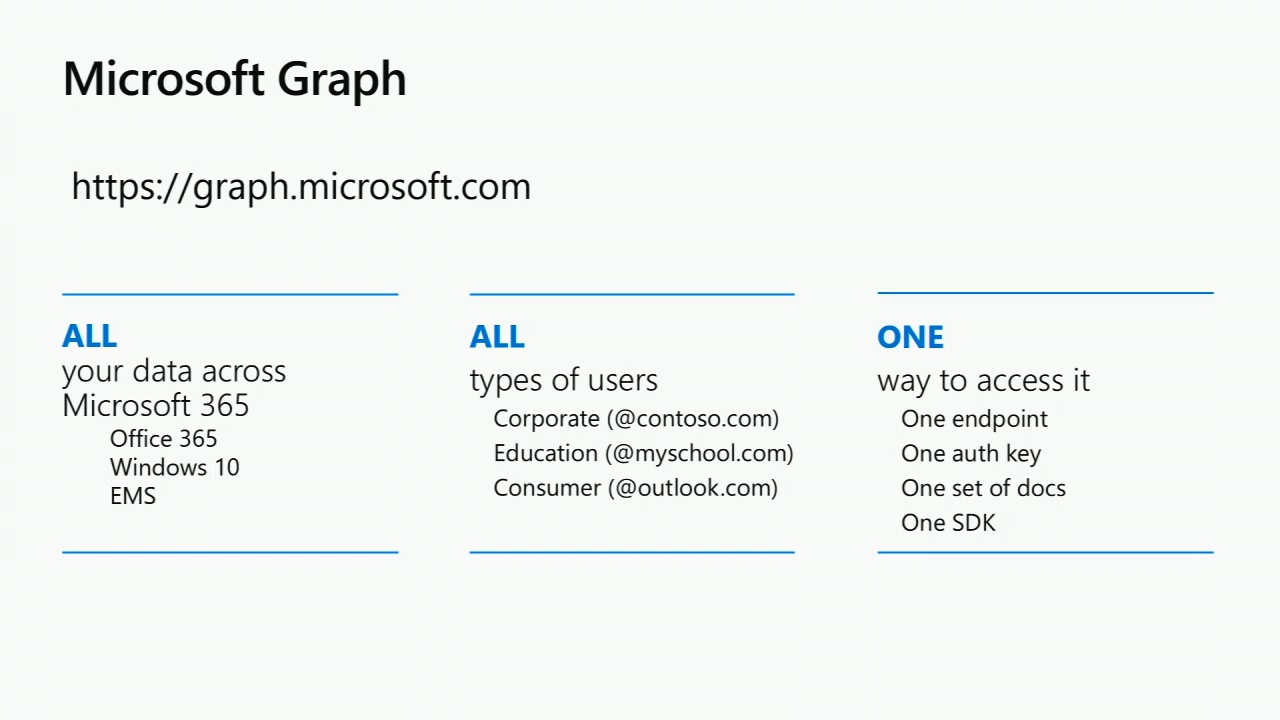 Microsoft Graph
https://graph.microsoft.com
ALL
your data across
Microsoft 365
Office 365
Windows 10
EMS
ALL
types of users
Corporate (@contoso.com)
Education (@myschool.com)
Consumer (@outlook.com)
ONE
way to access it
One endpoint
One auth key
One set of docs
One SDK